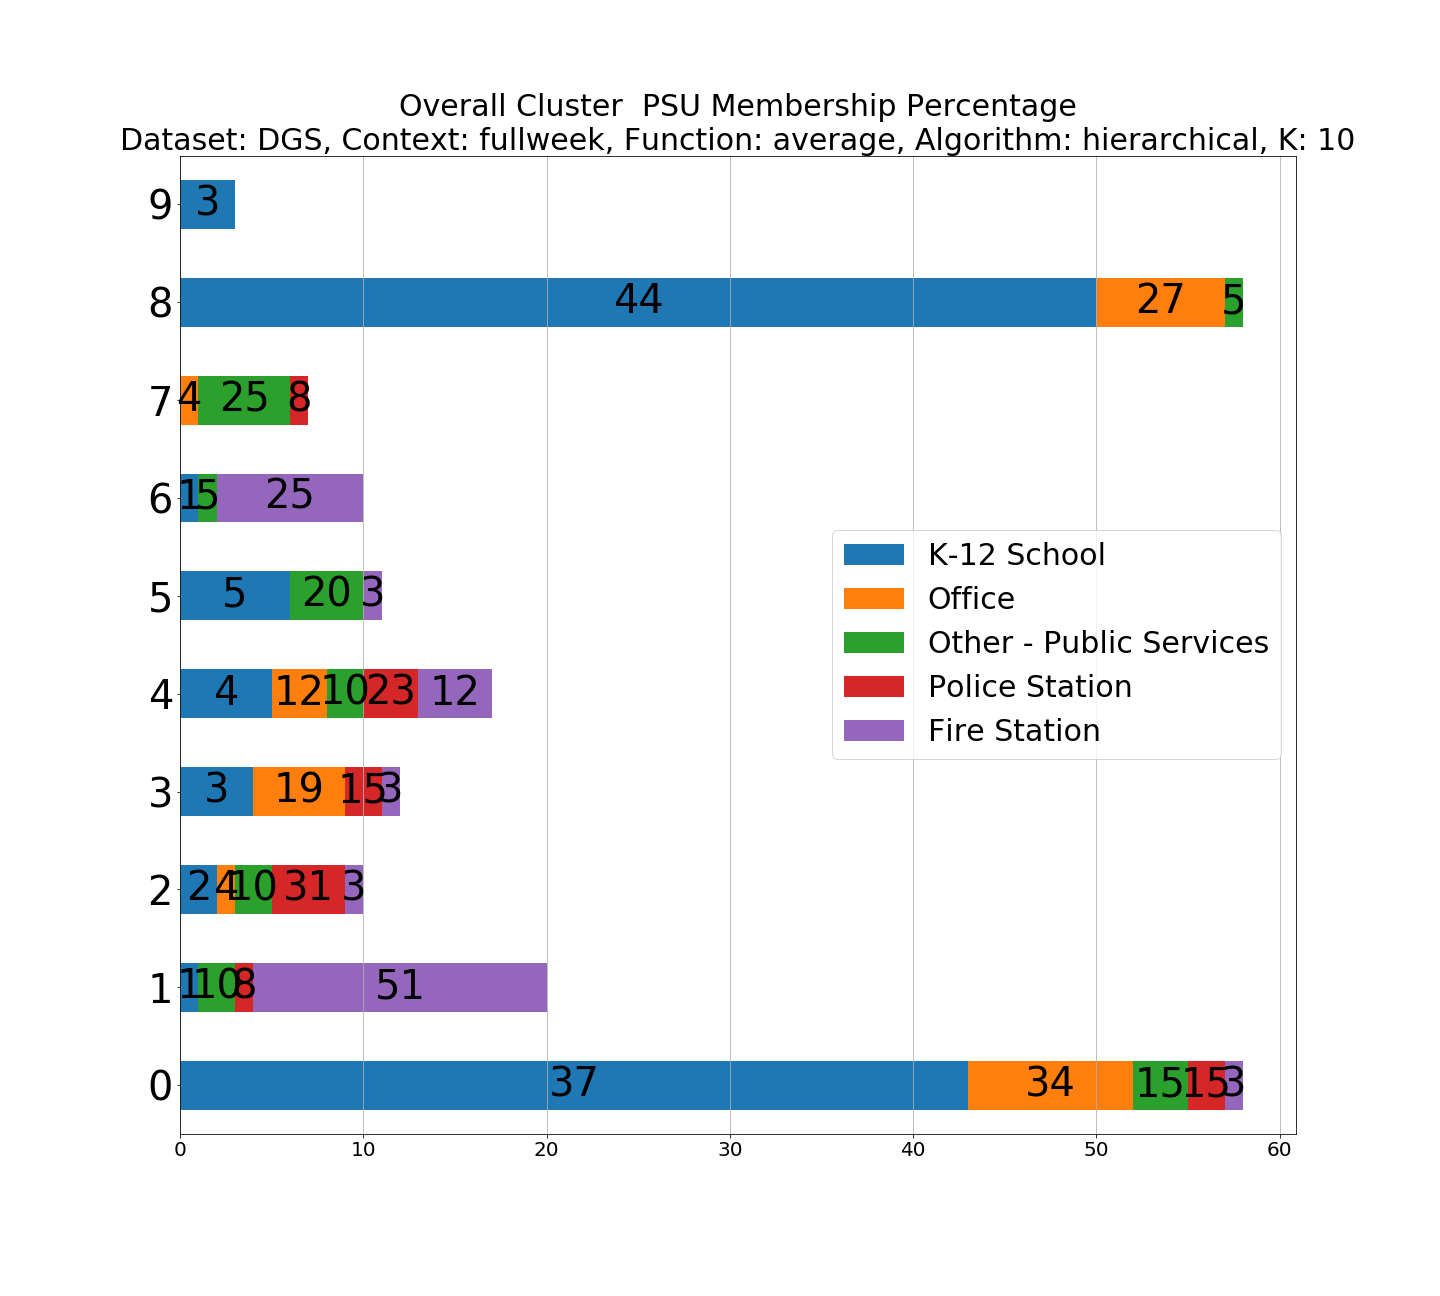 Overall Cluster  PSU Membership Percentage
Dataset: DGS, Context: fullweek, Function: average, Algorithm: hierarchical, K: 10
9 3
8 44 27 5
7 4 25 8
6 1 5 25
5 5 20 3
K-12 School
Office
Other - Public Services
Police Station
Fire Station
4 4 12 10 23 12
3 3 19 15 3
2 2 4 10 31 3
1 1 10 8 51
0 37 34 15 15 3
0 10 20 30 40 50 60